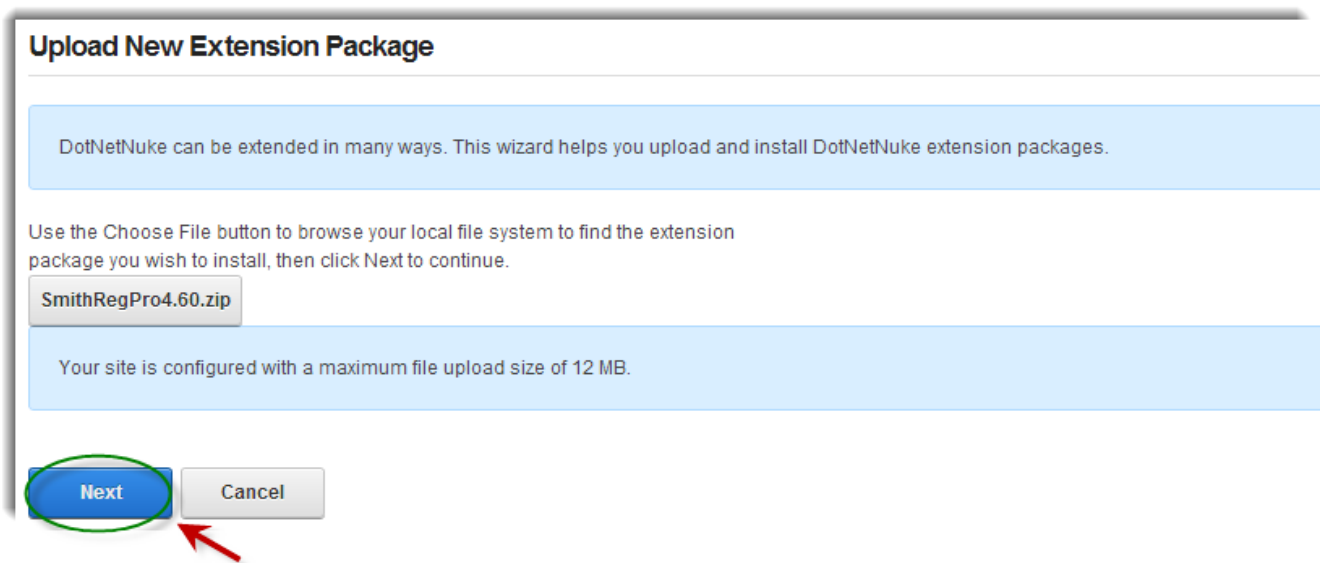 Upload New Extension Package
DotNetNuke can be extended in many ways. This wizard helps you upload and install DotNetNuke extension packages.
Use the Choose File button to browse your local file system to find the extension
package you wish to install, then click Next to continue.
SmithRegPro4.60.zip
Your site is configured with a maximum file upload size of 12 MB.
Next Cancel